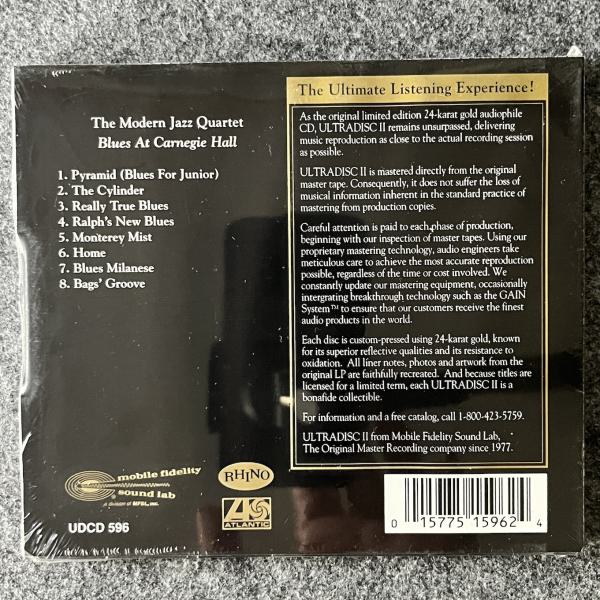 The Modern Jazz Quartet
Blues At Carnegie Hall
1. Pyramid (Blues For Junior)
2. The Cylinder
3. Really True Blues
4. Ralph's New Blues
5. Monterey Mist
6. Home
7. Blues Milanese
8. Bags' Groove
The Ultimate Listening Experience!
As the original limited edition 24-karat gold audiophile
CD, ULTRADISC II remains unsurpassed, delivering
music reproduction as close to the actual recording session
as possible.
ULTRADISC II is mastered directly from the original
master tape. Consequently, it does not suffer the loss of
musical information inherent in the standard practice of
mastering from production copies.
Careful attention is paid to each phase of production,
beginning with our inspection of master tapes. Using our
proprietary mastering technology, audio engineers take
meticulous care to achieve the most accurate reproduction
possible, regardless of the time or cost involved. We
constantly update our mastering equipment, occasionally
intergrating breakthrough technology such as the GAIN
System™ to ensure that our customers receive the finest
audio products in the world.
Each disc is custom-pressed using 24-karat gold, known
for its superior reflective qualities and its resistance to
oxidation. All liner notes, photos and artwork from the
original LP are faithfully recreated. And because titles are
licensed for a limited term, each ULTRADISC II is a
bonafide collectible.
For information and a free catalog, call 1-800-423-5759.
ULTRADISC II from Mobile Fidelity Sound Lab,
The Original Master Recording company since 1977.
mobile fidelity
sound lab
a division of MFSL, INC.
UDCD 596
RHINO
ATLANTIC
0 15775 15962 4